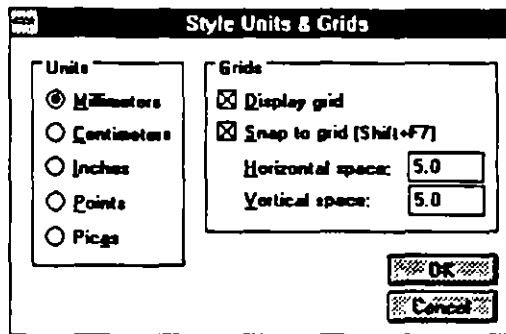 Style Units & Grids
Units
Millimeters
Centimeters
Inches
Points
Picas
Grids
Display grid
Snap to grid [Shift+F7]
Horizontal space: 5.0
Vertical space: 5.0
OK
Cancel